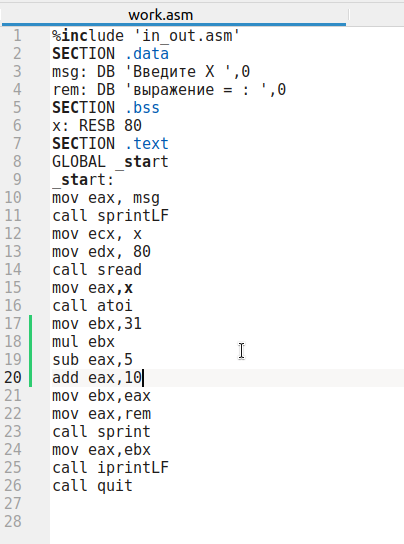 work.asm
1 %include 'in_out.asm'
2 SECTION .data
3 msg: DB 'Введите X ',0
4 rem: DB 'выражение = : ',0
5 SECTION .bss
6 x: RESB 80
7 SECTION .text
8 GLOBAL _start
9 _start:
10 mov eax, msg
11 call sprintLF
12 mov ecx, x
13 mov edx, 80
14 call sread
15 mov eax,x
16 call atoi
17 mov ebx,31
18 mul ebx
19 sub eax,5
20 add eax,10
21 mov ebx,eax
22 mov eax,rem
23 call sprint
24 mov eax,ebx
25 call iprintLF
26 call quit
27
28